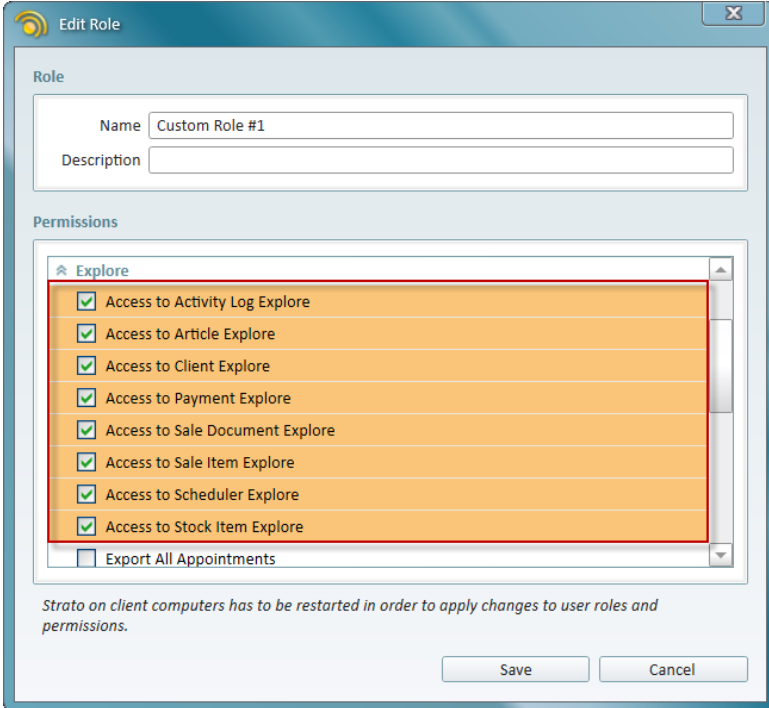 Edit Role
Role
Name Custom Role #1
Description
Permissions
Explore
Access to Activity Log Explore
Access to Article Explore
Access to Client Explore
Access to Payment Explore
Access to Sale Document Explore
Access to Sale Item Explore
Access to Scheduler Explore
Access to Stock Item Explore
Export All Appointments
Strato on client computers has to be restarted in order to apply changes to user roles and
permissions.
Save Cancel